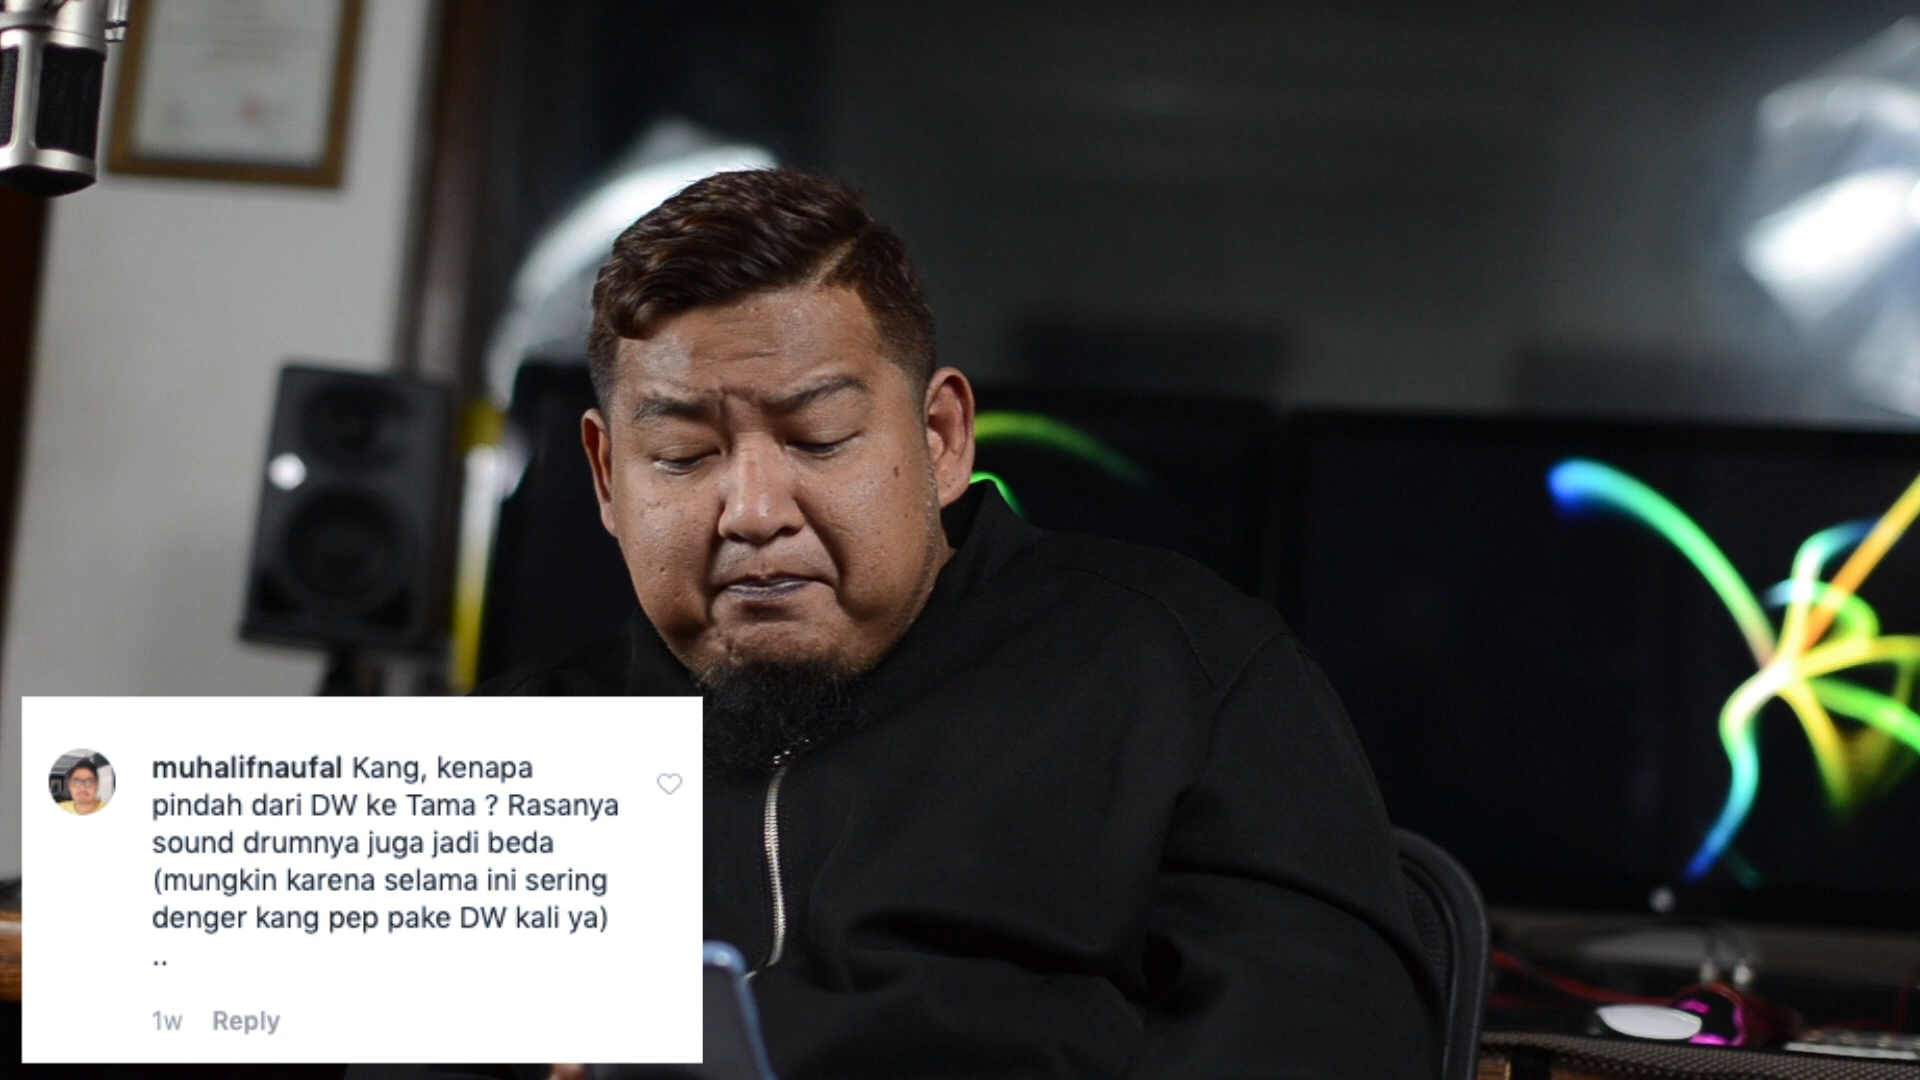 muhalifnaufal Kang, kenapa
pindah dari DW ke Tama ? Rasanya
sound drumnya juga jadi beda
(mungkin karena selama ini sering
denger kang pep pake DW kali ya)
..
1w Reply